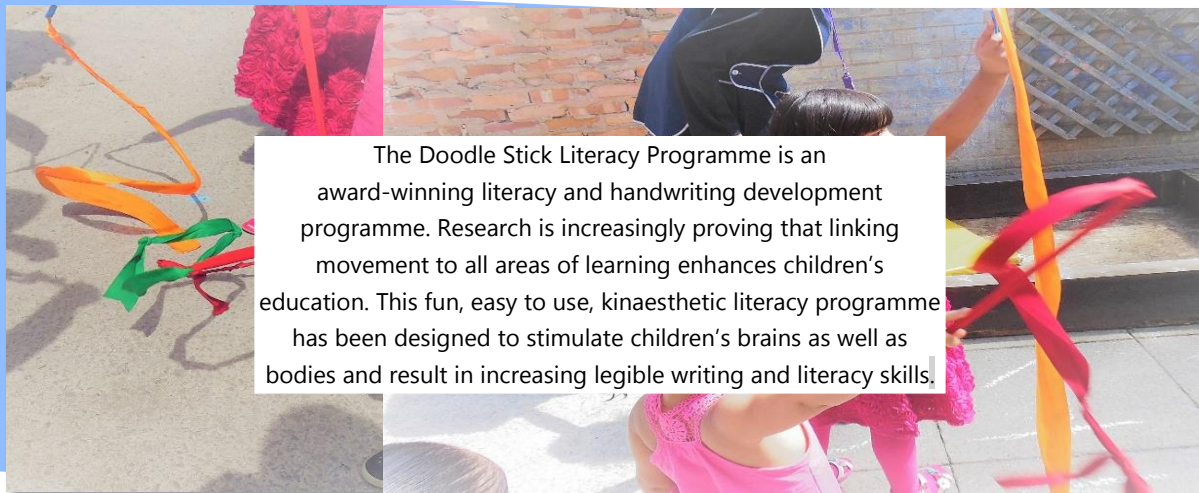 The Doodle Stick Literacy Programme is an
award-winning literacy and handwriting development
programme. Research is increasingly proving that linking
movement to all areas of learning enhances children’s
education. This fun, easy to use, kinaesthetic literacy programme
has been designed to stimulate children’s brains as well as
bodies and result in increasing legible writing and literacy skills.